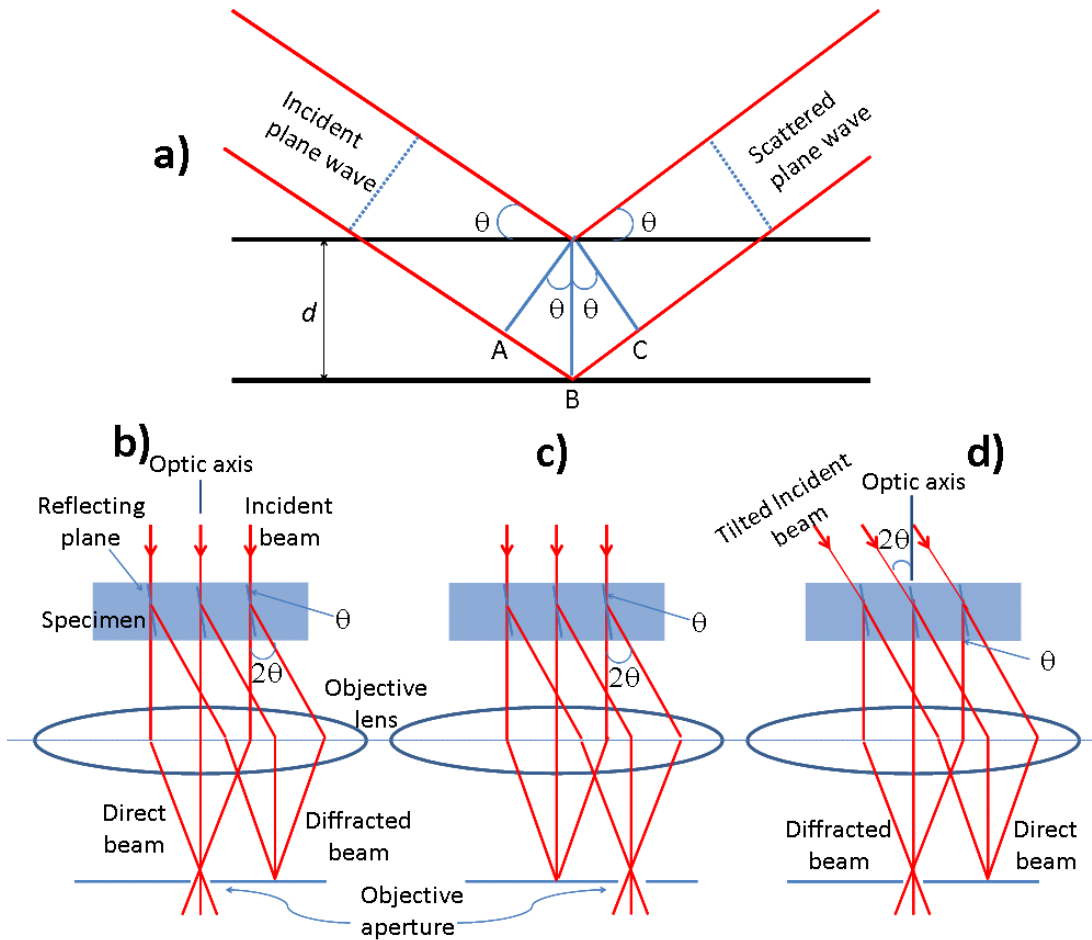 a)
Incident
plane wave
Scattered
plane wave
θ
θ
d
θ
θ
A
C
B
b)
Optic axis
Reflecting
plane
Incident
beam
Specimen
θ
2θ
Objective
lens
Direct
beam
Diffracted
beam
Objective
aperture
c)
θ
2θ
d)
Optic axis
Tilted Incident
beam
2θ
θ
Diffracted
beam
Direct
beam